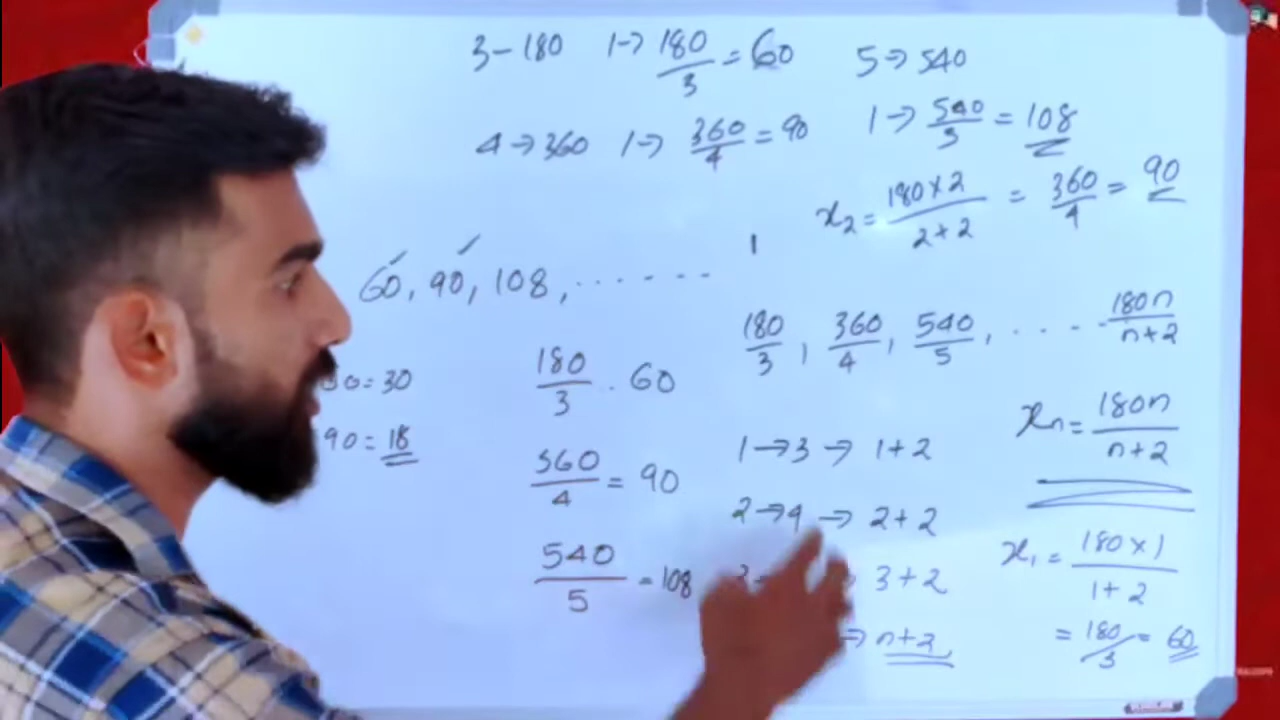 3 - 180 1 → 180/3 = 60
4 → 360 1 → 360/4 = 90
5 → 540
1 → 540/5 = 108
x₂ = 180 × 2 / 2 + 2 = 360/4 = 90
60, 90, 108, ......
= 30
90 = 18
180/3 . 60
360/4 = 90
540/5 = 108
180/3 , 360/4 , 540/5 , .... 180n/n+2
1 → 3 → 1 + 2
2 → 4 → 2 + 2
3 + 2
→ n + 2
xₙ = 180n/n + 2
x₁ = 180 × 1 / 1 + 2
= 180/3 = 60